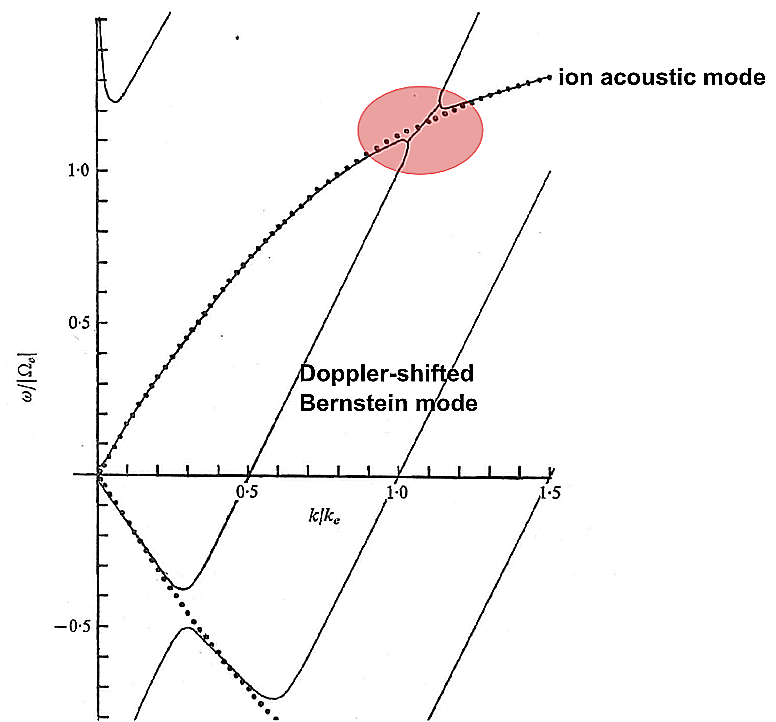 ion acoustic mode
1·0
0·5
ω/|Ωe|
Doppler-shifted
Bernstein mode
0·5
1·0
1·5
k/ke
−0·5